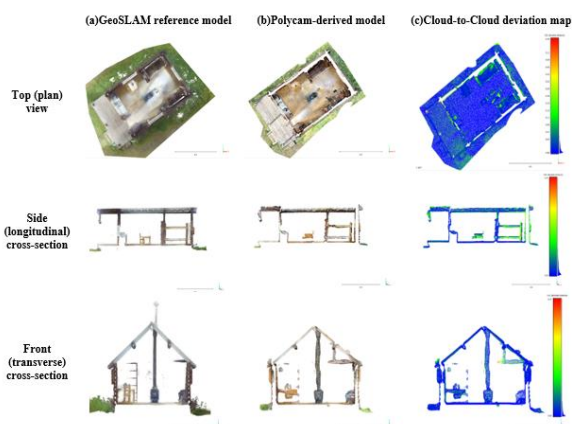 (a)GeoSLAM reference model
(b)Polycam-derived model
(c)Cloud-to-Cloud deviation map
Top (plan)
view
Side
(longitudinal)
cross-section
Front
(transverse)
cross-section